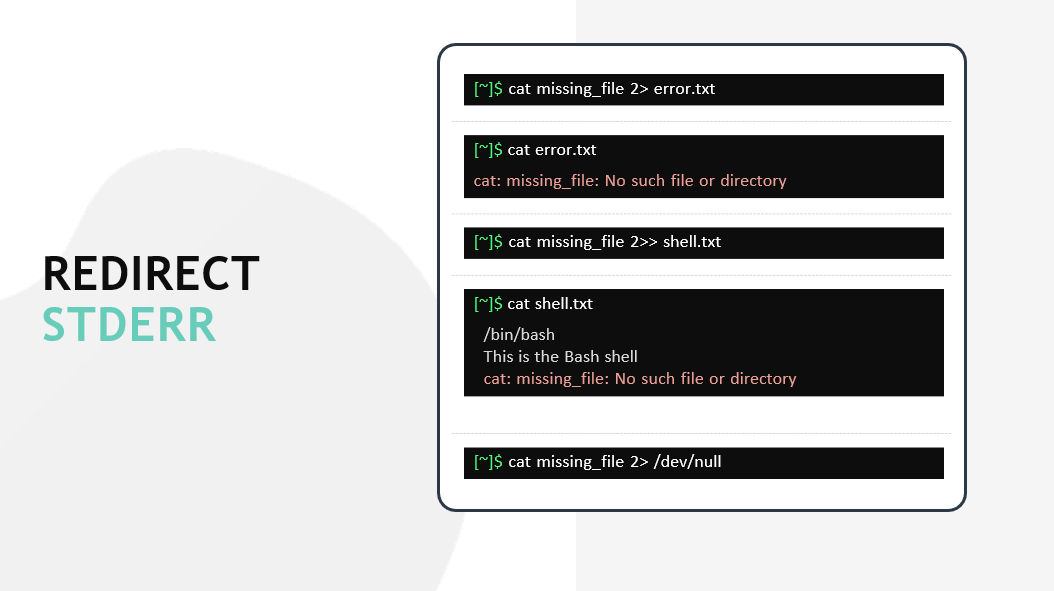 REDIRECT
STDERR
[~]$ cat missing_file 2> error.txt
[~]$ cat error.txt
cat: missing_file: No such file or directory
[~]$ cat missing_file 2>> shell.txt
[~]$ cat shell.txt
/bin/bash
This is the Bash shell
cat: missing_file: No such file or directory
[~]$ cat missing_file 2> /dev/null